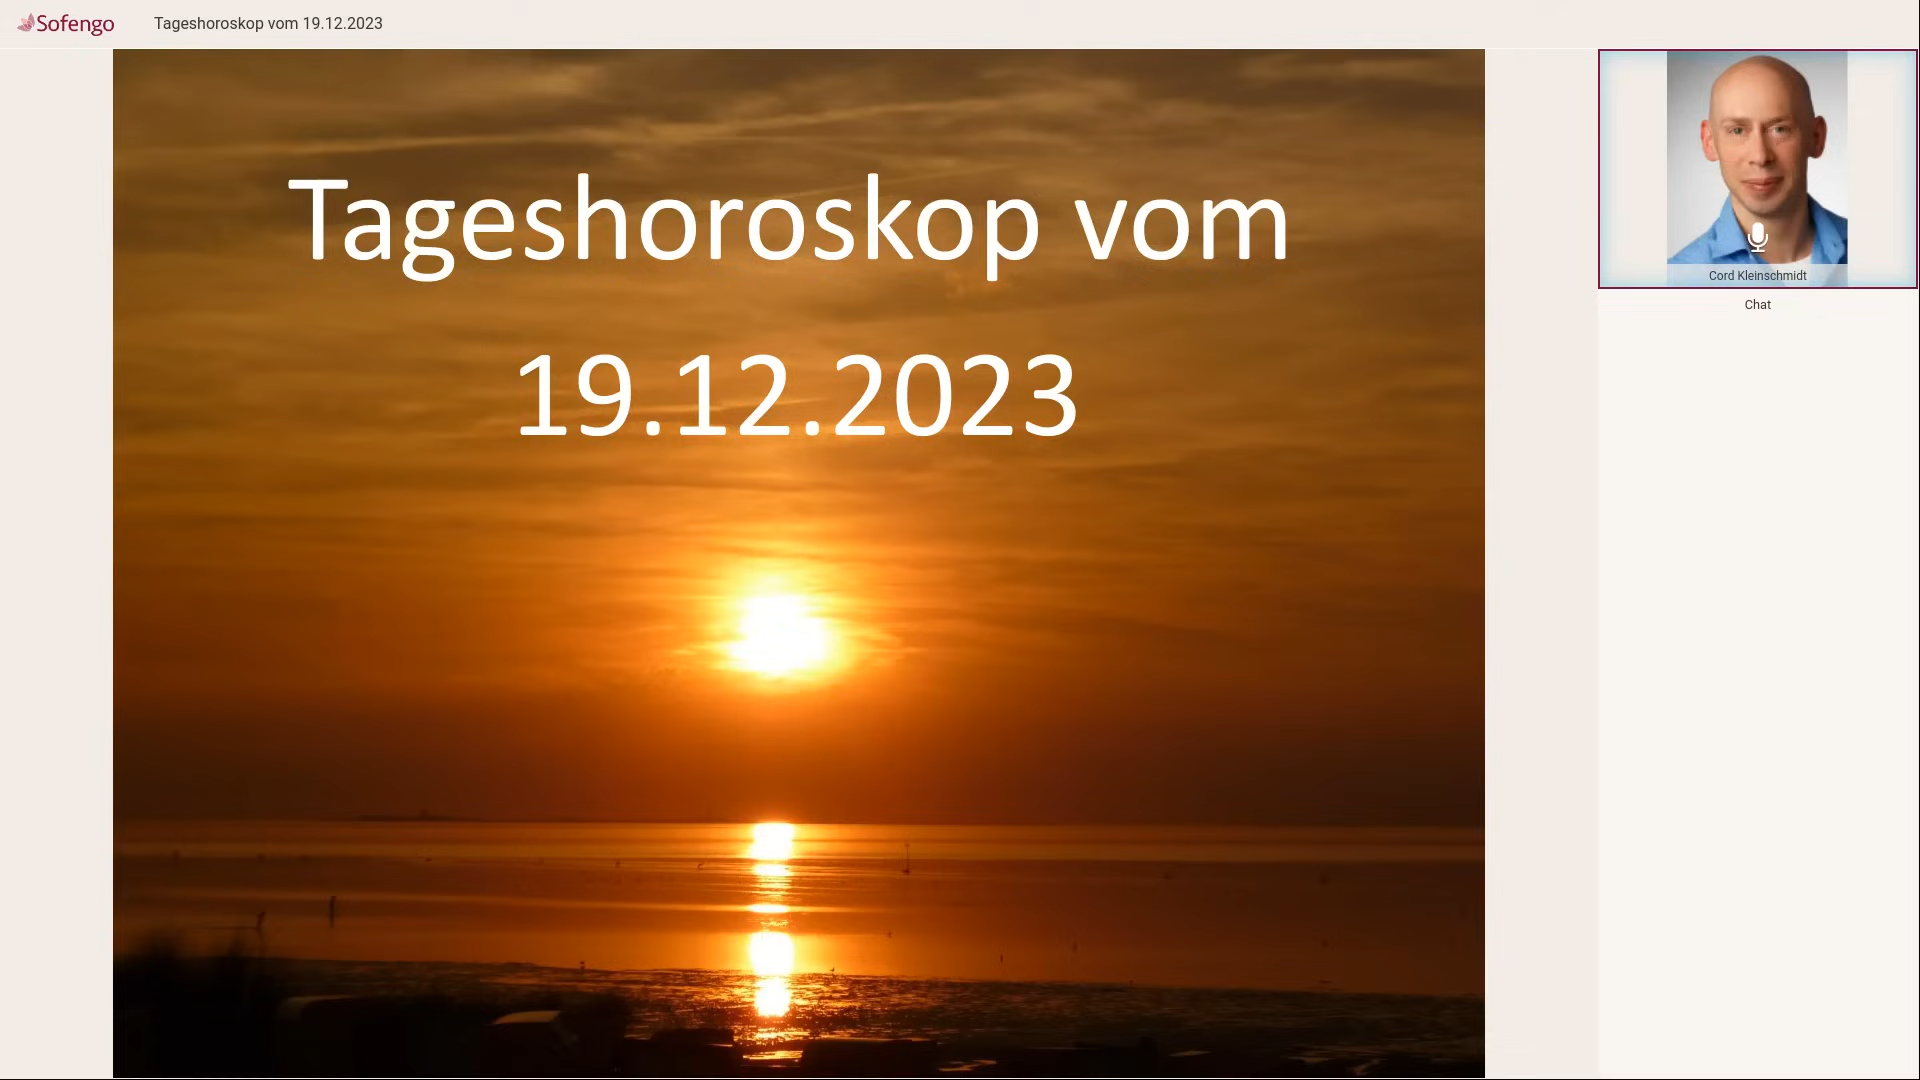 Sofengo
Tageshoroskop vom 19.12.2023
Tageshoroskop vom
19.12.2023
Cord Kleinschmidt
Chat